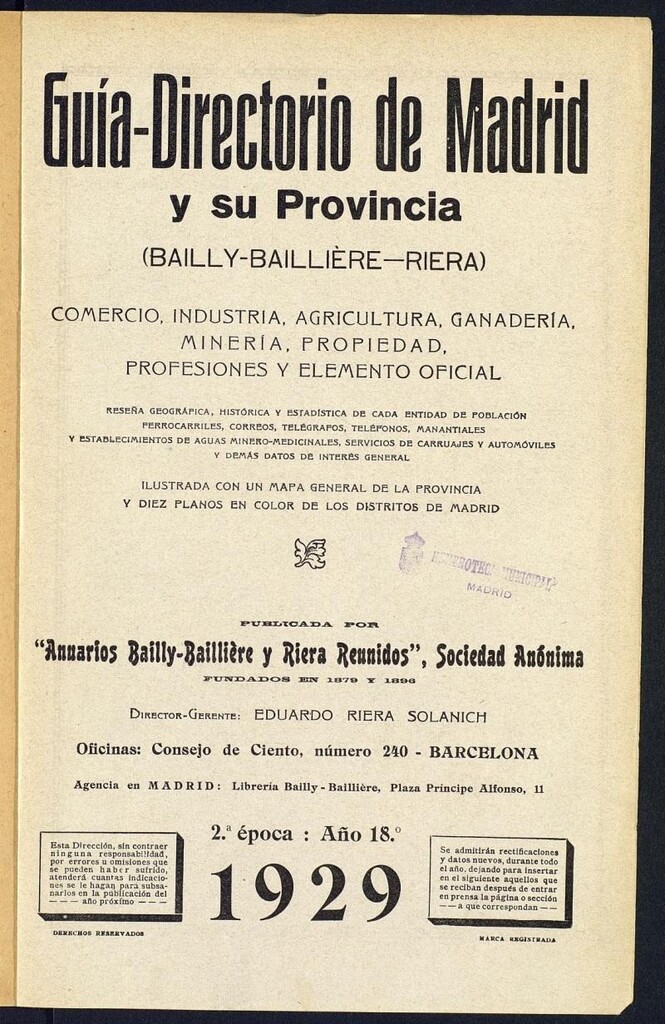 Guía-Directorio de Madrid
y su Provincia
(BAILLY-BAILLIÈRE—RIERA)
COMERCIO, INDUSTRIA, AGRICULTURA, GANADERÍA,
MINERÍA, PROPIEDAD,
PROFESIONES Y ELEMENTO OFICIAL
RESEÑA GEOGRÁFICA, HISTÓRICA Y ESTADÍSTICA DE CADA ENTIDAD DE POBLACIÓN
FERROCARRILES, CORREOS, TELÉGRAFOS, TELÉFONOS, MANANTIALES
Y ESTABLECIMIENTOS DE AGUAS MINERO-MEDICINALES, SERVICIOS DE CARRUAJES Y AUTOMÓVILES
Y DEMÁS DATOS DE INTERÉS GENERAL
ILUSTRADA CON UN MAPA GENERAL DE LA PROVINCIA
Y DIEZ PLANOS EN COLOR DE LOS DISTRITOS DE MADRID
HEMEROTECA MUNICIPAL
MADRID
PUBLICADA POR
“Anuarios Bailly-Baillière y Riera Reunidos”, Sociedad Anónima
FUNDADOS EN 1879 Y 1896
DIRECTOR-GERENTE: EDUARDO RIERA SOLANICH
Oficinas: Consejo de Ciento, número 240 - BARCELONA
Agencia en MADRID: Librería Bailly-Baillière, Plaza Príncipe Alfonso, 11
2.ª época : Año 18.º
1929
Esta Dirección, sin contraer
ninguna responsabilidad,
por errores u omisiones que
se pueden haber sufrido,
atenderá cuantas indicacio-
nes se le hagan para subsa-
narlos en la publicación del
— — — año próximo — — —
DERECHOS RESERVADOS
Se admitirán rectificaciones
y datos nuevos, durante todo
el año, dejando para insertar
en el siguiente aquellos que
se reciban después de entrar
en prensa la página o sección
— — a que correspondan — —
MARCA REGISTRADA